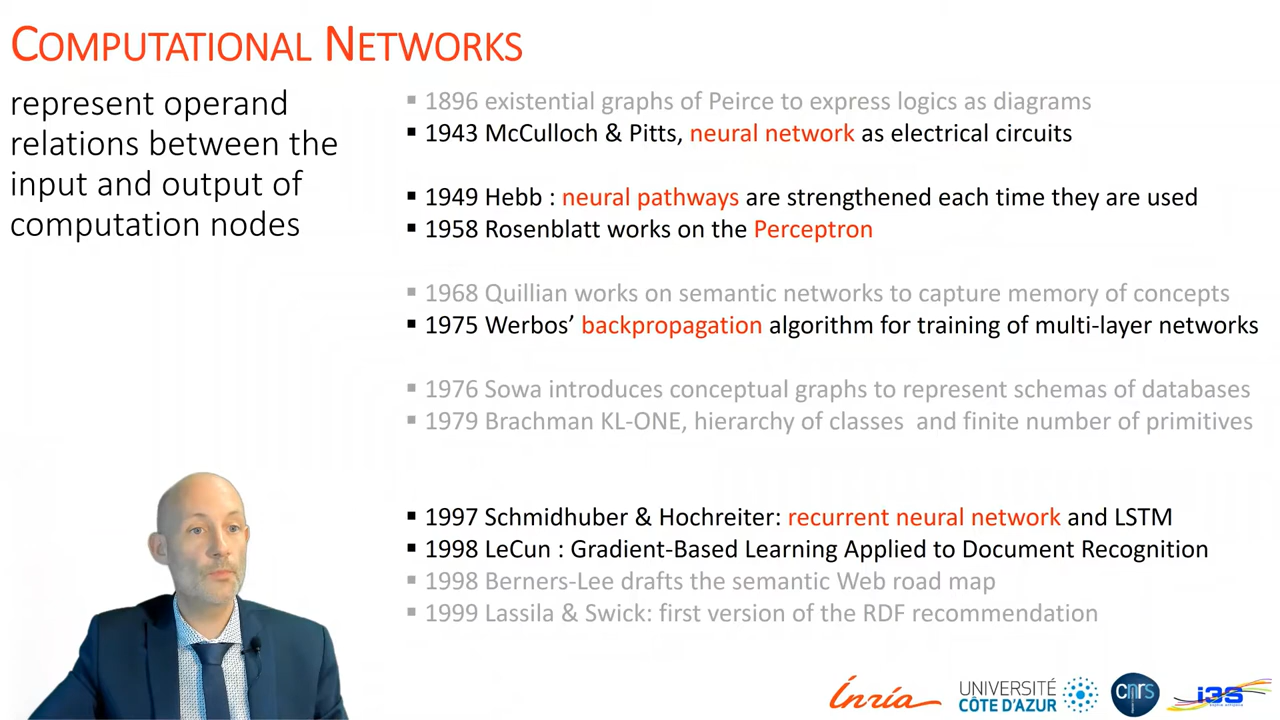 COMPUTATIONAL NETWORKS
represent operand
relations between the
input and output of
computation nodes
▪ 1896 existential graphs of Peirce to express logics as diagrams
▪ 1943 McCulloch & Pitts, neural network as electrical circuits
▪ 1949 Hebb : neural pathways are strengthened each time they are used
▪ 1958 Rosenblatt works on the Perceptron
▪ 1968 Quillian works on semantic networks to capture memory of concepts
▪ 1975 Werbos’ backpropagation algorithm for training of multi-layer networks
▪ 1976 Sowa introduces conceptual graphs to represent schemas of databases
▪ 1979 Brachman KL-ONE, hierarchy of classes and finite number of primitives
▪ 1997 Schmidhuber & Hochreiter: recurrent neural network and LSTM
▪ 1998 LeCun : Gradient-Based Learning Applied to Document Recognition
▪ 1998 Berners-Lee drafts the semantic Web road map
▪ 1999 Lassila & Swick: first version of the RDF recommendation
Inria
UNIVERSITÉ
CÔTE D'AZUR
cnrs
i3S